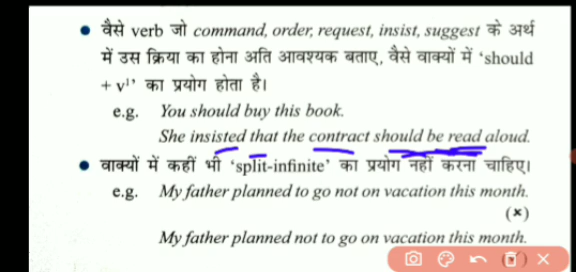 • वैसे verb जो command, order, request, insist, suggest के अर्थ
में उस क्रिया का होना अति आवश्यक बताए, वैसे वाक्यों में ‘should
+ v¹’ का प्रयोग होता है।
e.g. You should buy this book.
She insisted that the contract should be read aloud.
• वाक्यों में कहीं भी ‘split-infinite’ का प्रयोग नहीं करना चाहिए।
e.g. My father planned to go not on vacation this month.
(×)
My father planned not to go on vacation this month.